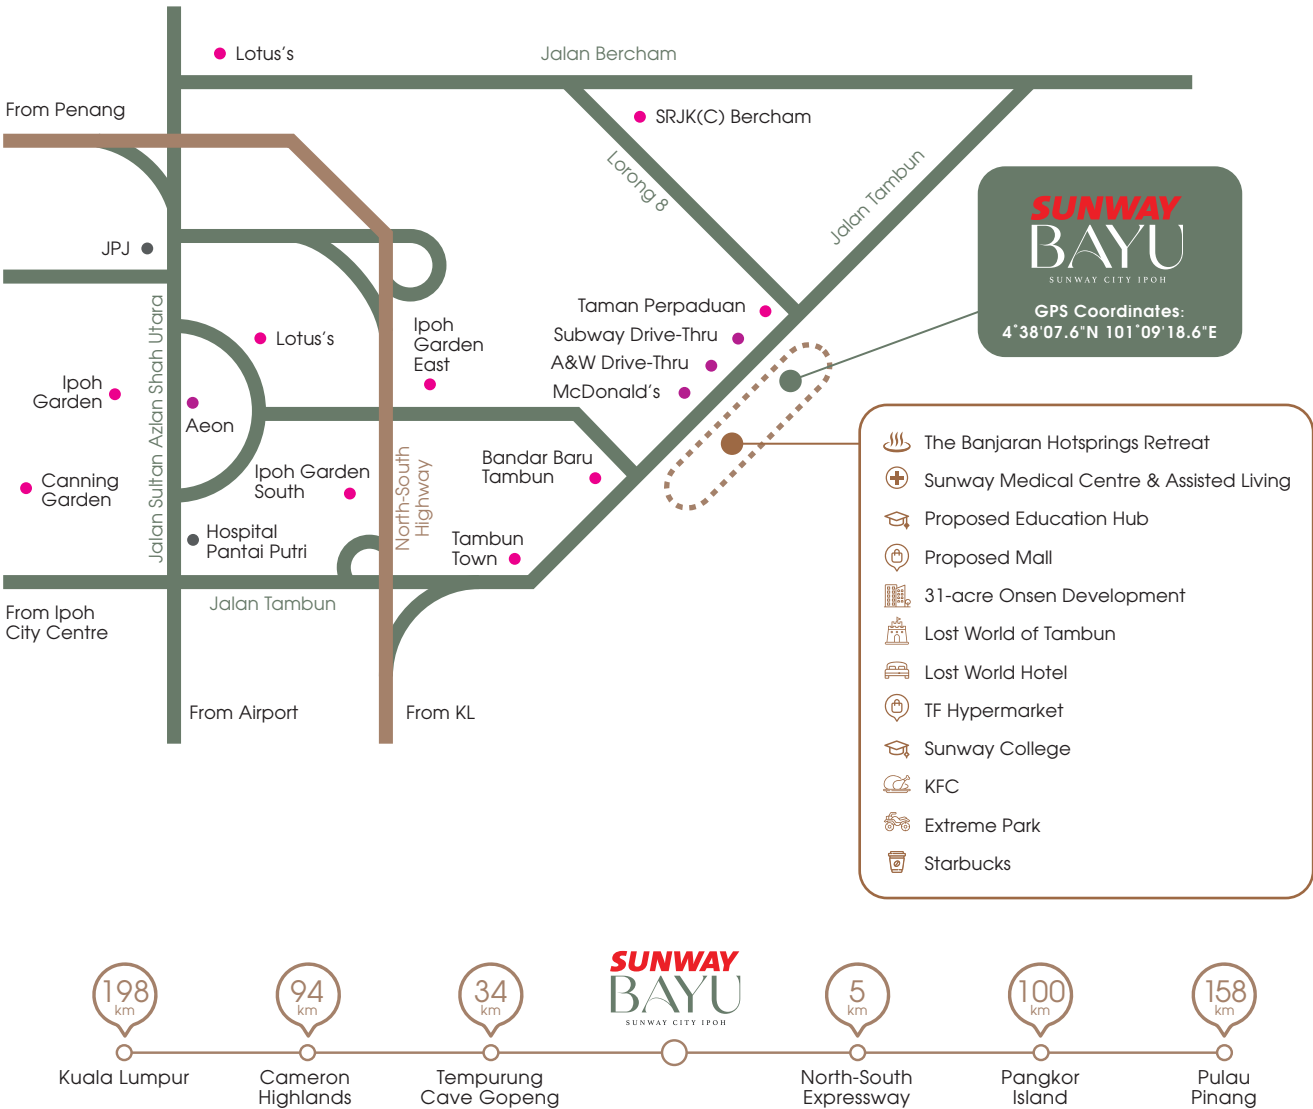 Lotus's
Jalan Bercham
From Penang
SRJK(C) Bercham
Lorong 8
Jalan Tambun
SUNWAY
BAYU
SUNWAY CITY IPOH
GPS Coordinates:
4°38'07.6"N 101°09'18.6"E
JPJ
Jalan Sultan Azlan Shah Utara
Lotus's
Ipoh
Garden
East
Taman Perpaduan
Subway Drive-Thru
A&W Drive-Thru
McDonald's
Ipoh
Garden
Aeon
Canning
Garden
Ipoh Garden
South
North-South
Highway
Bandar Baru
Tambun
Hospital
Pantai Putri
Tambun
Town
Jalan Tambun
From Ipoh
City Centre
From Airport
From KL
The Banjaran Hotsprings Retreat
Sunway Medical Centre & Assisted Living
Proposed Education Hub
Proposed Mall
31-acre Onsen Development
Lost World of Tambun
Lost World Hotel
TF Hypermarket
Sunway College
KFC
Extreme Park
Starbucks
198
km
Kuala Lumpur
94
km
Cameron
Highlands
34
km
Tempurung
Cave Gopeng
SUNWAY
BAYU
SUNWAY CITY IPOH
5
km
North-South
Expressway
100
km
Pangkor
Island
158
km
Pulau
Pinang